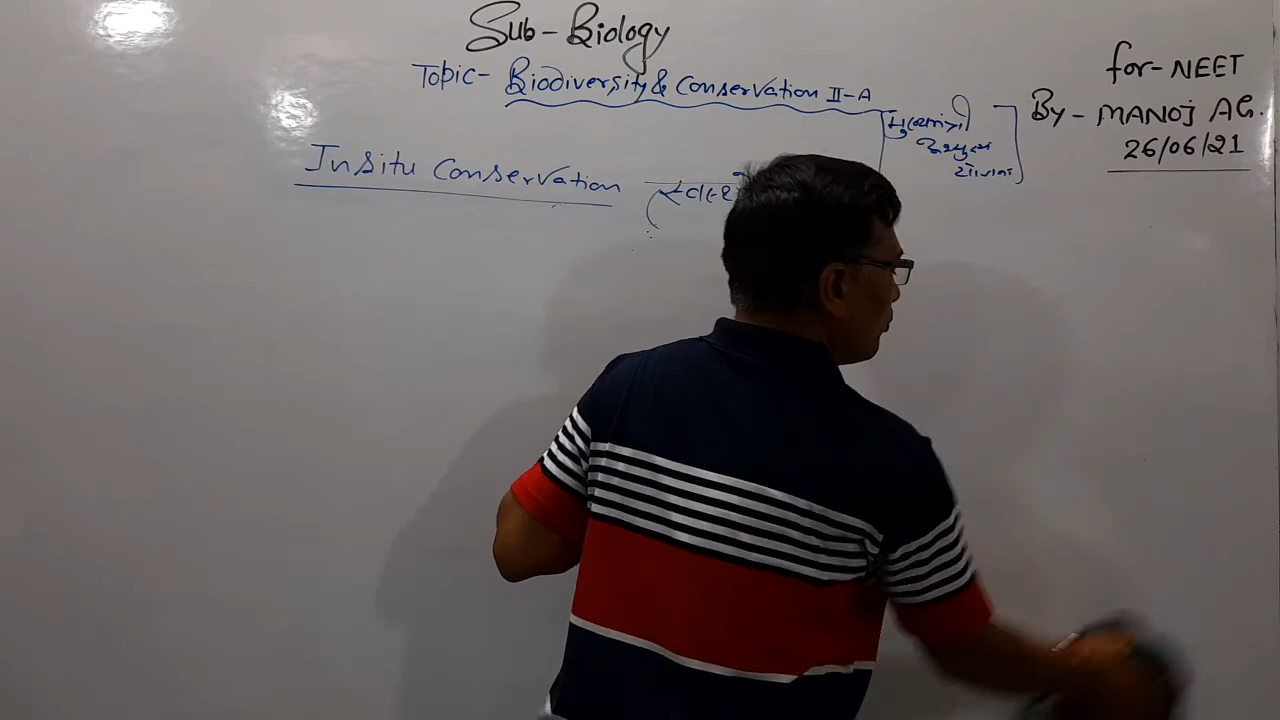 Sub- Biology
Topic- Biodiversity & Conservation II-A
for- NEET
By - MANOJ AG.
26/06/21
Insitu Conservation